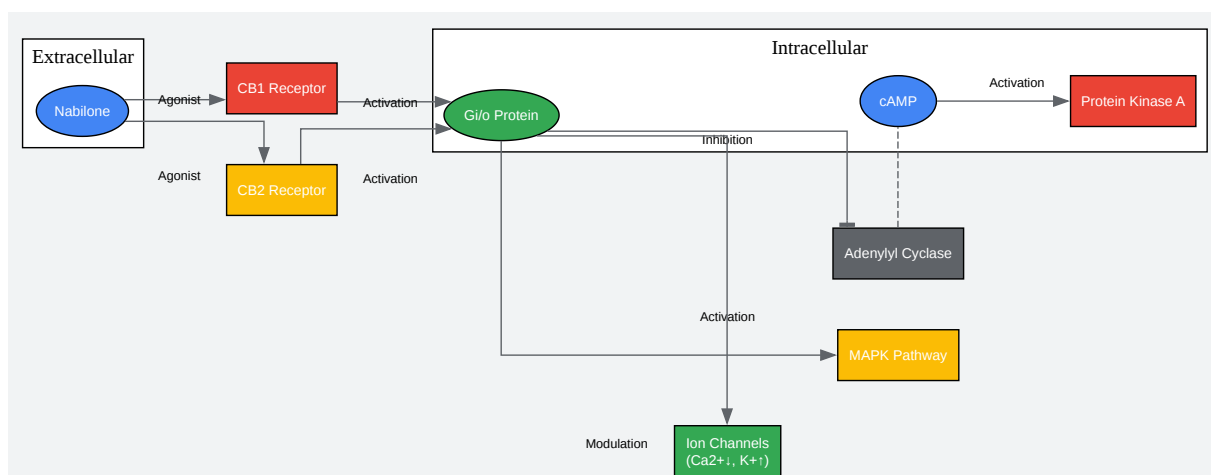 Extracellular
Intracellular
Nabilone
Agonist
CB1 Receptor
Activation
Gi/o Protein
cAMP
Activation
Protein Kinase A
Inhibition
Agonist
CB2 Receptor
Activation
Adenylyl Cyclase
Activation
MAPK Pathway
Modulation
Ion Channels
(Ca2+↓, K+↑)